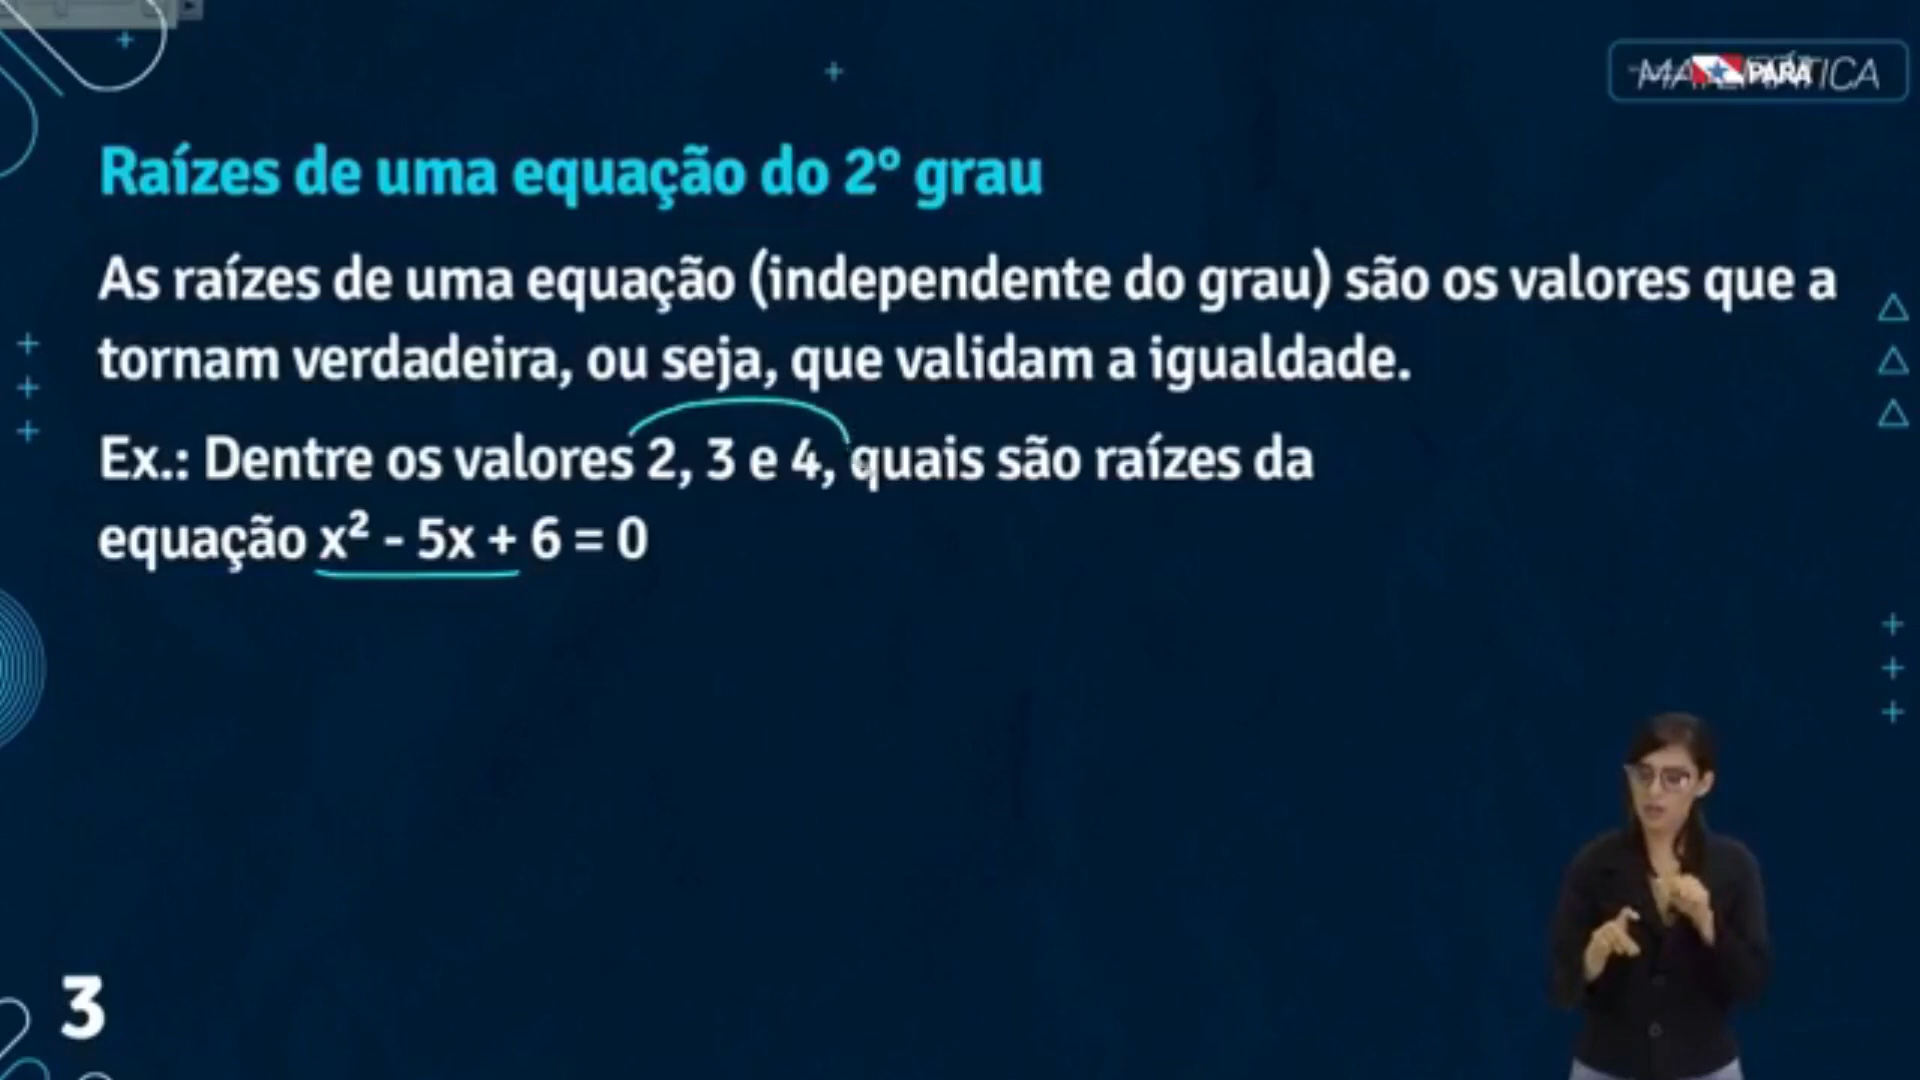 MATEMÁTICA
PARÁ
Raízes de uma equação do 2º grau
As raízes de uma equação (independente do grau) são os valores que a
tornam verdadeira, ou seja, que validam a igualdade.
Ex.: Dentre os valores 2, 3 e 4, quais são raízes da
equação x² - 5x + 6 = 0
3